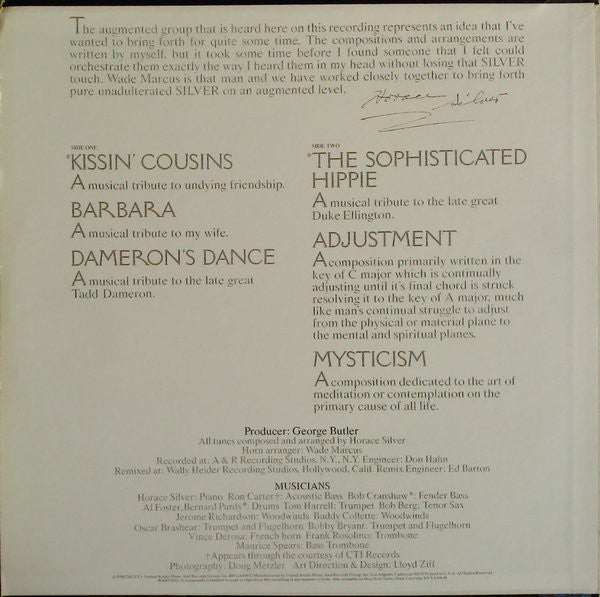 The augmented group that is heard here on this recording represents an idea that I've
wanted to bring forth for quite some time. The compositions and arrangements are
written by myself, but it took some time before I found someone that I felt could
orchestrate them exactly the way I heard them in my head without losing that SILVER
touch. Wade Marcus is that man and we have worked closely together to bring forth
pure unadulterated SILVER on an augmented level.
Horace Silver
SIDE ONE
*KISSIN' COUSINS
A musical tribute to undying friendship.
BARBARA
A musical tribute to my wife.
DAMERON'S DANCE
A musical tribute to the late great
Tadd Dameron.
SIDE TWO
*THE SOPHISTICATED
HIPPIE
A musical tribute to the late great
Duke Ellington.
ADJUSTMENT
A composition primarily written in the
key of C major which is continually
adjusting until it's final chord is struck
resolving it to the key of A major, much
like man's continual struggle to adjust
from the physical or material plane to
the mental and spiritual planes.
MYSTICISM
A composition dedicated to the art of
meditation or contemplation on the
primary cause of all life.
Producer: George Butler
All tunes composed and arranged by Horace Silver
Horn arranger: Wade Marcus
Recorded at: A & R Recording Studios, N.Y., N.Y. Engineer: Don Hahn
Remixed at: Wally Heider Recording Studios, Hollywood, Calif. Remix Engineer: Ed Barton
MUSICIANS
Horace Silver: Piano Ron Carter†: Acoustic Bass Bob Cranshaw*: Fender Bass
Al Foster, Bernard Purdy*: Drums Tom Harrell: Trumpet Bob Berg: Tenor Sax
Jerome Richardson: Woodwinds Buddy Collette: Woodwinds
Oscar Brashear: Trumpet and Flugelhorn Bobby Bryant: Trumpet and Flugelhorn
Vince Derosa: French horn Frank Rosolino: Trombone
Maurice Spears: Bass Trombone
†Appears through the courtesy of CTI Records
Photography: Doug Metzler Art Direction & Design: Lloyd Ziff